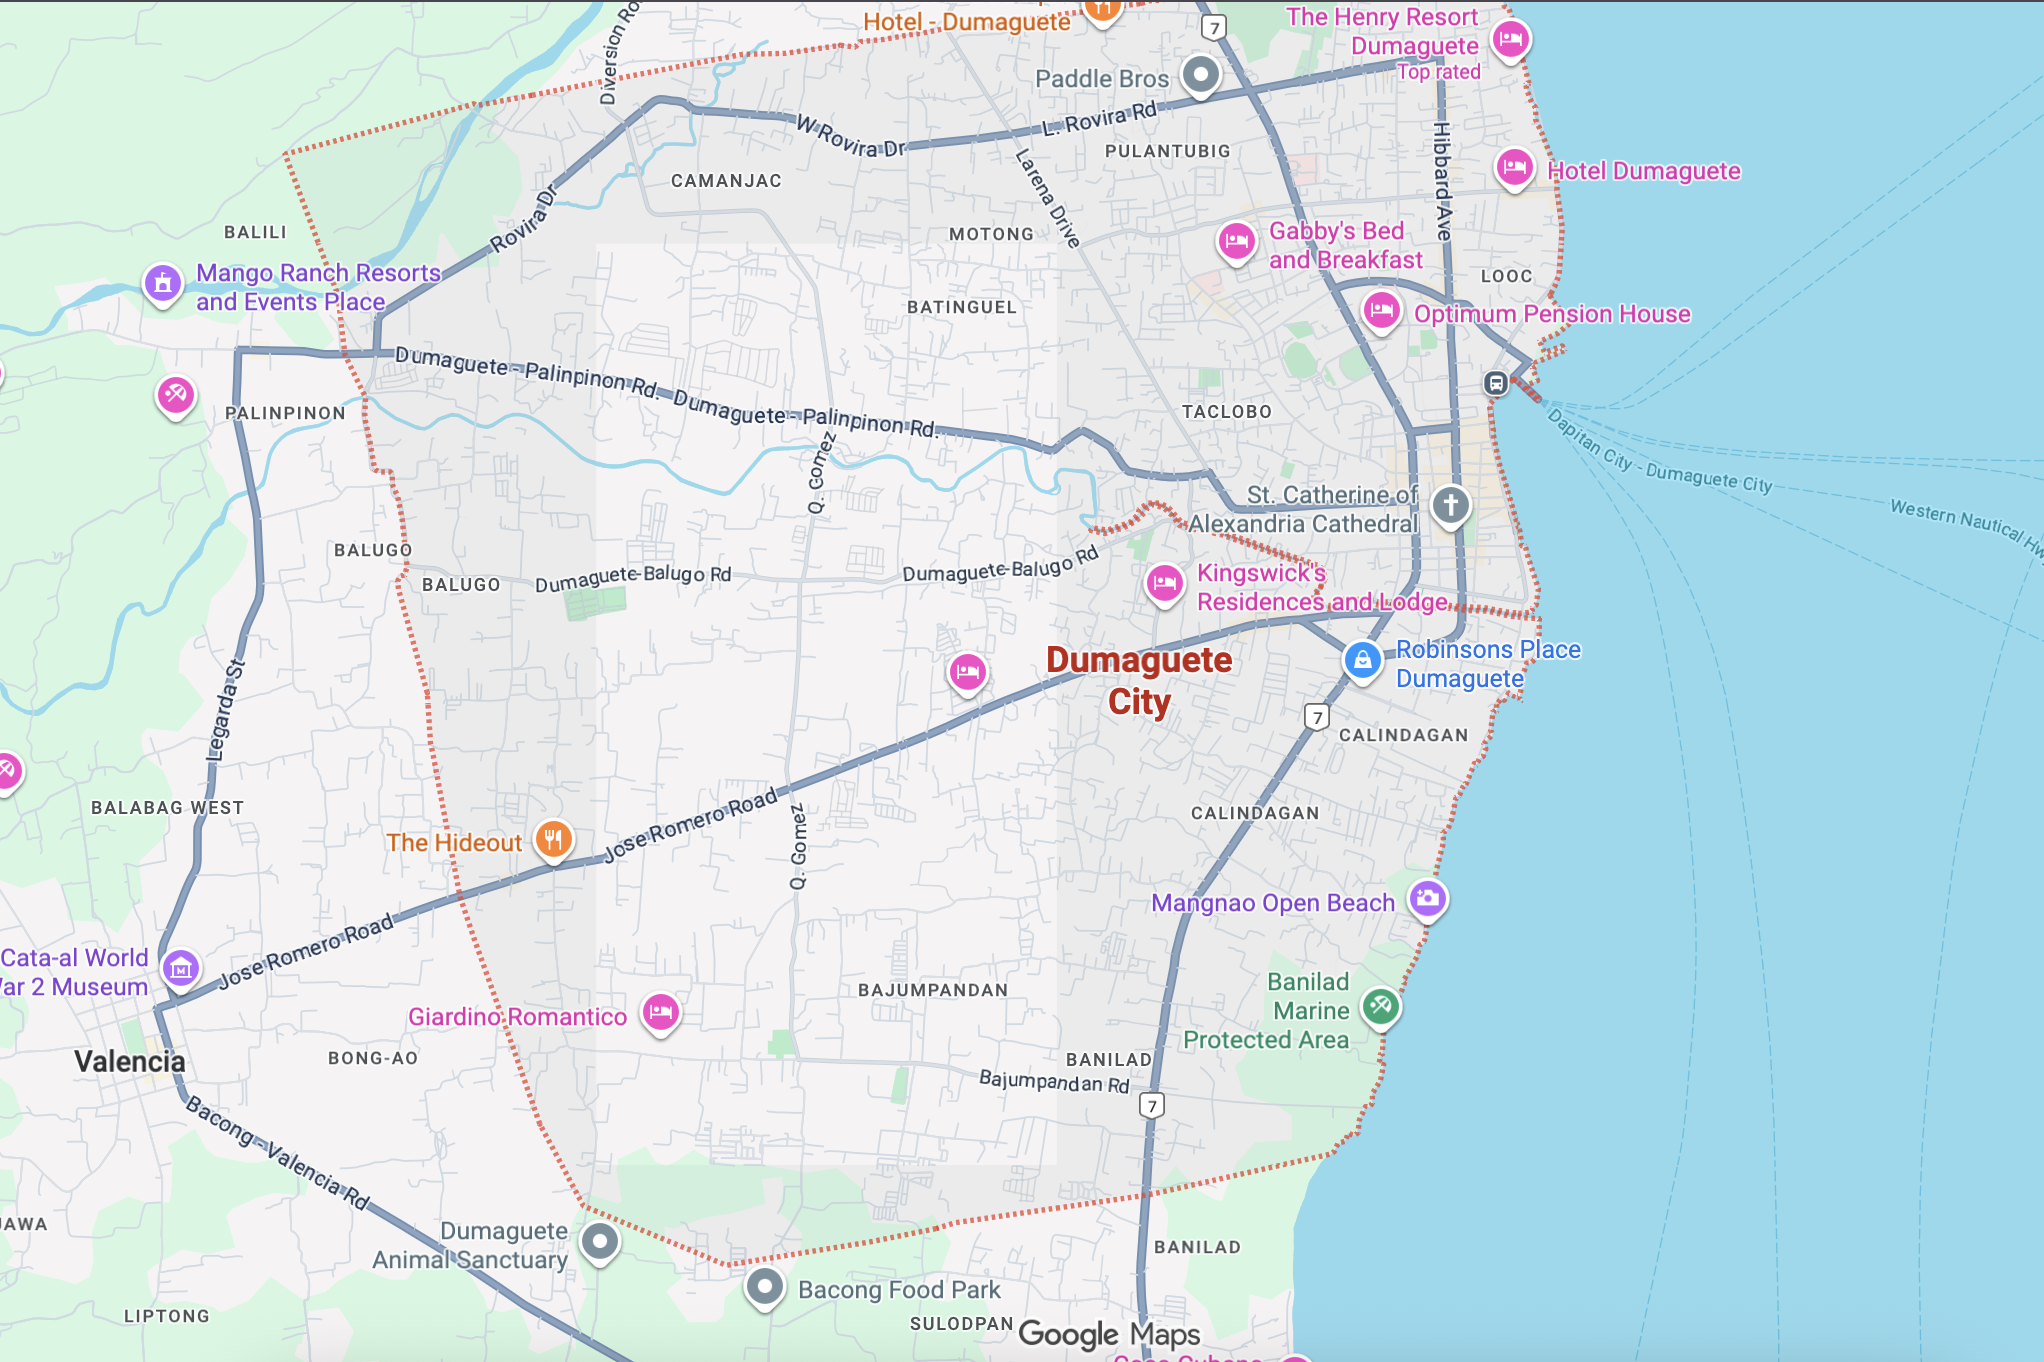 Hotel - Dumaguete
7
The Henry Resort
Dumaguete
Top rated
Diversion Ro
Paddle Bros
L. Rovira Rd
W Rovira Dr
PULANTUBIG
Hibbard Ave
Larena Drive
Hotel Dumaguete
CAMANJAC
Rovira Dr
BALILI
MOTONG
Gabby's Bed
and Breakfast
LOOC
Mango Ranch Resorts
and Events Place
BATINGUEL
Optimum Pension House
Dumaguete - Palinpinon Rd.
Dumaguete - Palinpinon Rd.
PALINPINON
TACLOBO
Dapitan City - Dumaguete City
Q. Gomez
St. Catherine of
Alexandria Cathedral
Western Nautical Hw
BALUGO
BALUGO
Dumaguete-Balugo Rd
Dumaguete-Balugo Rd
Kingswick's
Residences and Lodge
Dumaguete
City
Robinsons Place
Dumaguete
Legarda St
7
CALINDAGAN
BALABAG WEST
CALINDAGAN
The Hideout
Jose Romero Road
Q. Gomez
Mangnao Open Beach
Jose Romero Road
Cata-al World
War 2 Museum
Banilad
Marine
Protected Area
BAJUMPANDAN
Giardino Romantico
Valencia
BONG-AO
BANILAD
Bajumpandan Rd
7
Bacong - Valencia Rd
JAWA
Dumaguete
Animal Sanctuary
BANILAD
Bacong Food Park
LIPTONG
SULODPAN
Google Maps